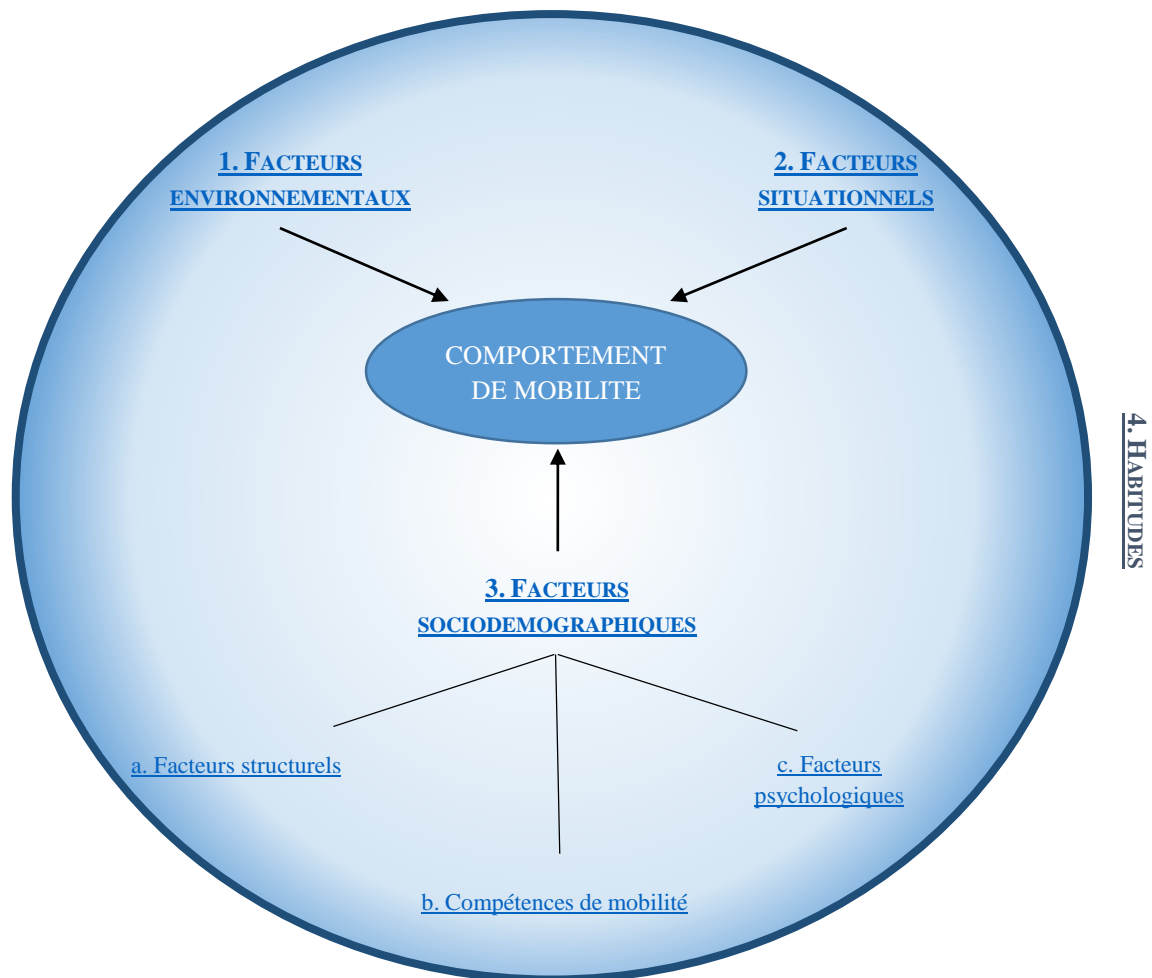 1. FACTEURS
ENVIRONNEMENTAUX
2. FACTEURS
SITUATIONNELS
COMPORTEMENT
DE MOBILITE
4. HABITUDES
3. FACTEURS
SOCIODEMOGRAPHIQUES
a. Facteurs structurels
c. Facteurs
psychologiques
b. Compétences de mobilité